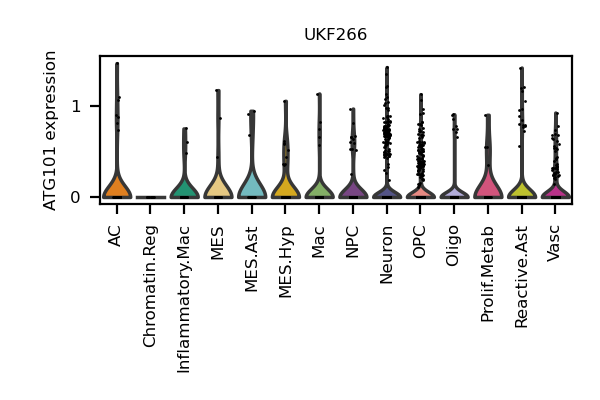 UKF266
ATG101 expression
1
0
AC
Chromatin.Reg
Inflammatory.Mac
MES
MES.Ast
MES.Hyp
Mac
NPC
Neuron
OPC
Oligo
Prolif.Metab
Reactive.Ast
Vasc